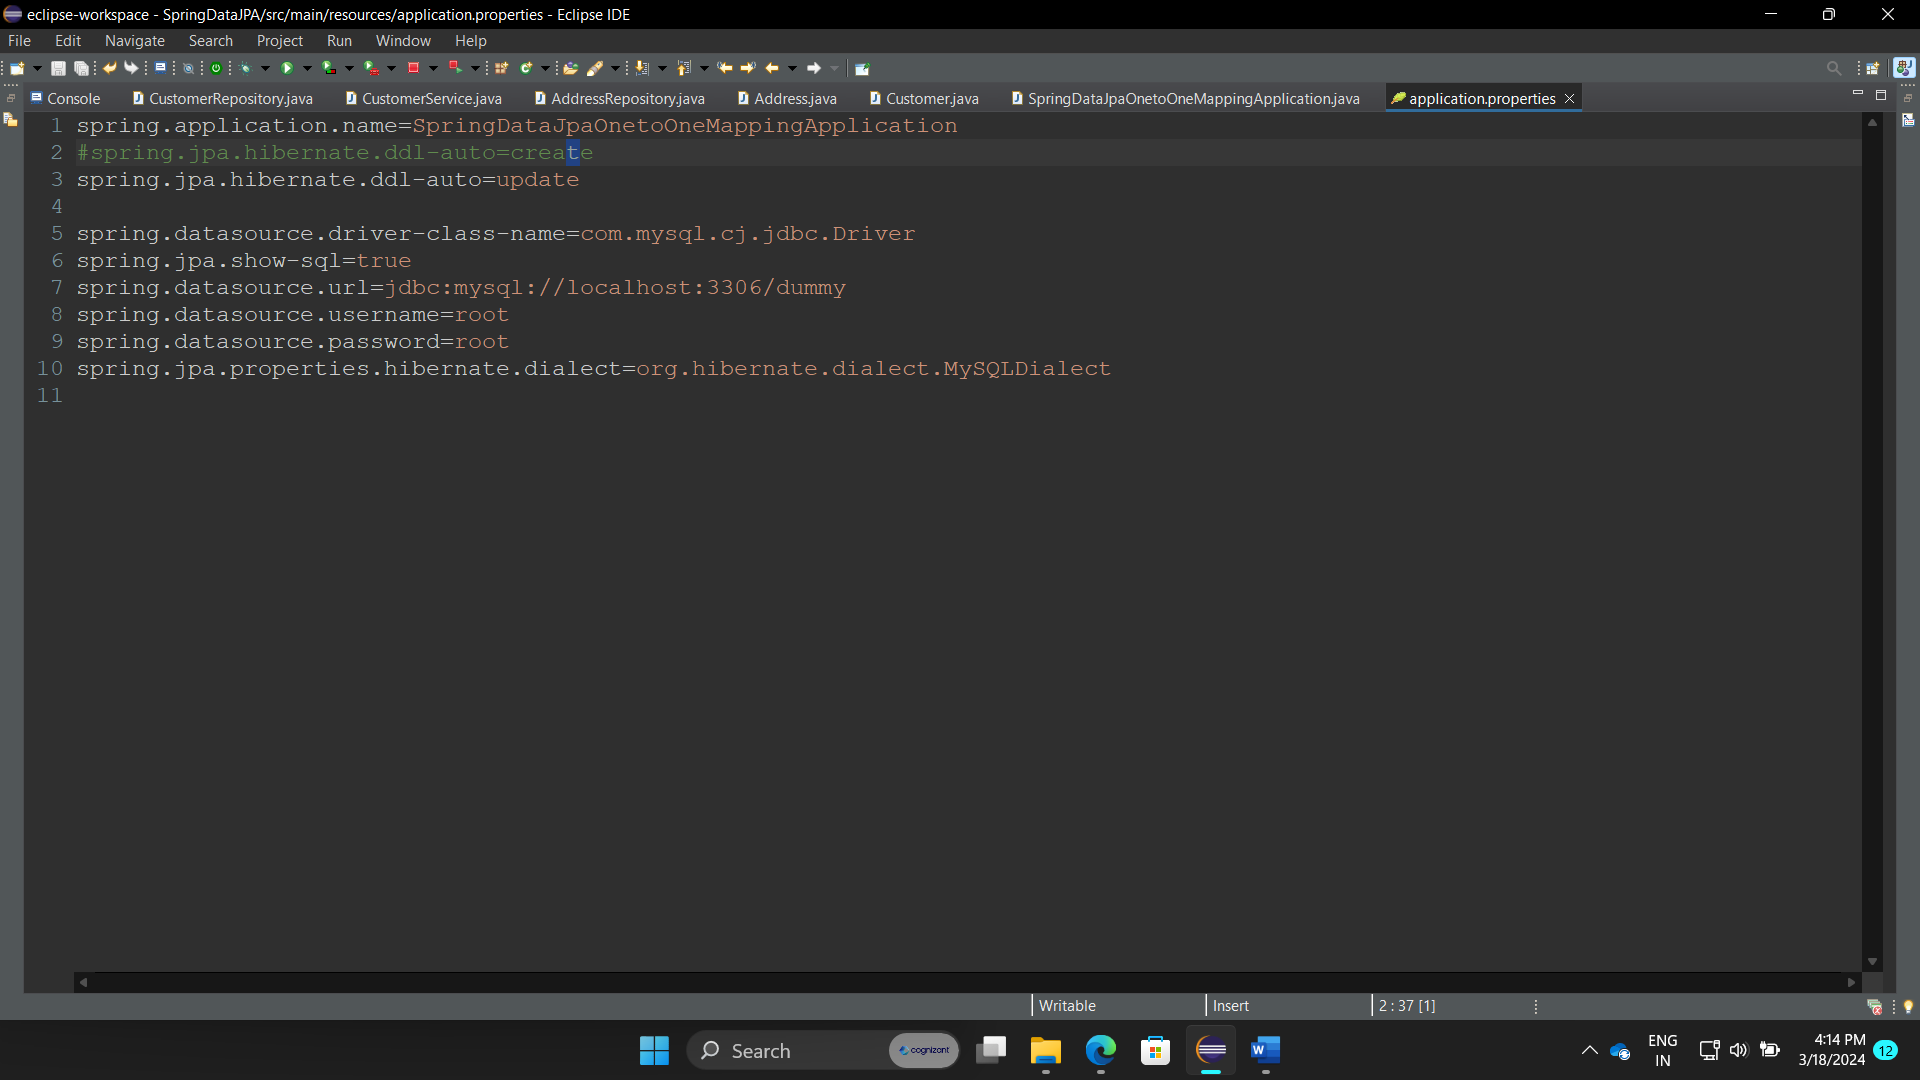 eclipse-workspace - SpringDataJPA/src/main/resources/application.properties - Eclipse IDE
File Edit Navigate Search Project Run Window Help
Console CustomerRepository.java CustomerService.java AddressRepository.java Address.java Customer.java SpringDataJpaOnetoOneMappingApplication.java application.properties
1 spring.application.name=SpringDataJpaOnetoOneMappingApplication
2 #spring.jpa.hibernate.ddl-auto=create
3 spring.jpa.hibernate.ddl-auto=update
4
5 spring.datasource.driver-class-name=com.mysql.cj.jdbc.Driver
6 spring.jpa.show-sql=true
7 spring.datasource.url=jdbc:mysql://localhost:3306/dummy
8 spring.datasource.username=root
9 spring.datasource.password=root
10 spring.jpa.properties.hibernate.dialect=org.hibernate.dialect.MySQLDialect
11
Writable Insert 2 : 37 [1]
Search cognizant ENG 4:14 PM
IN 3/18/2024 12